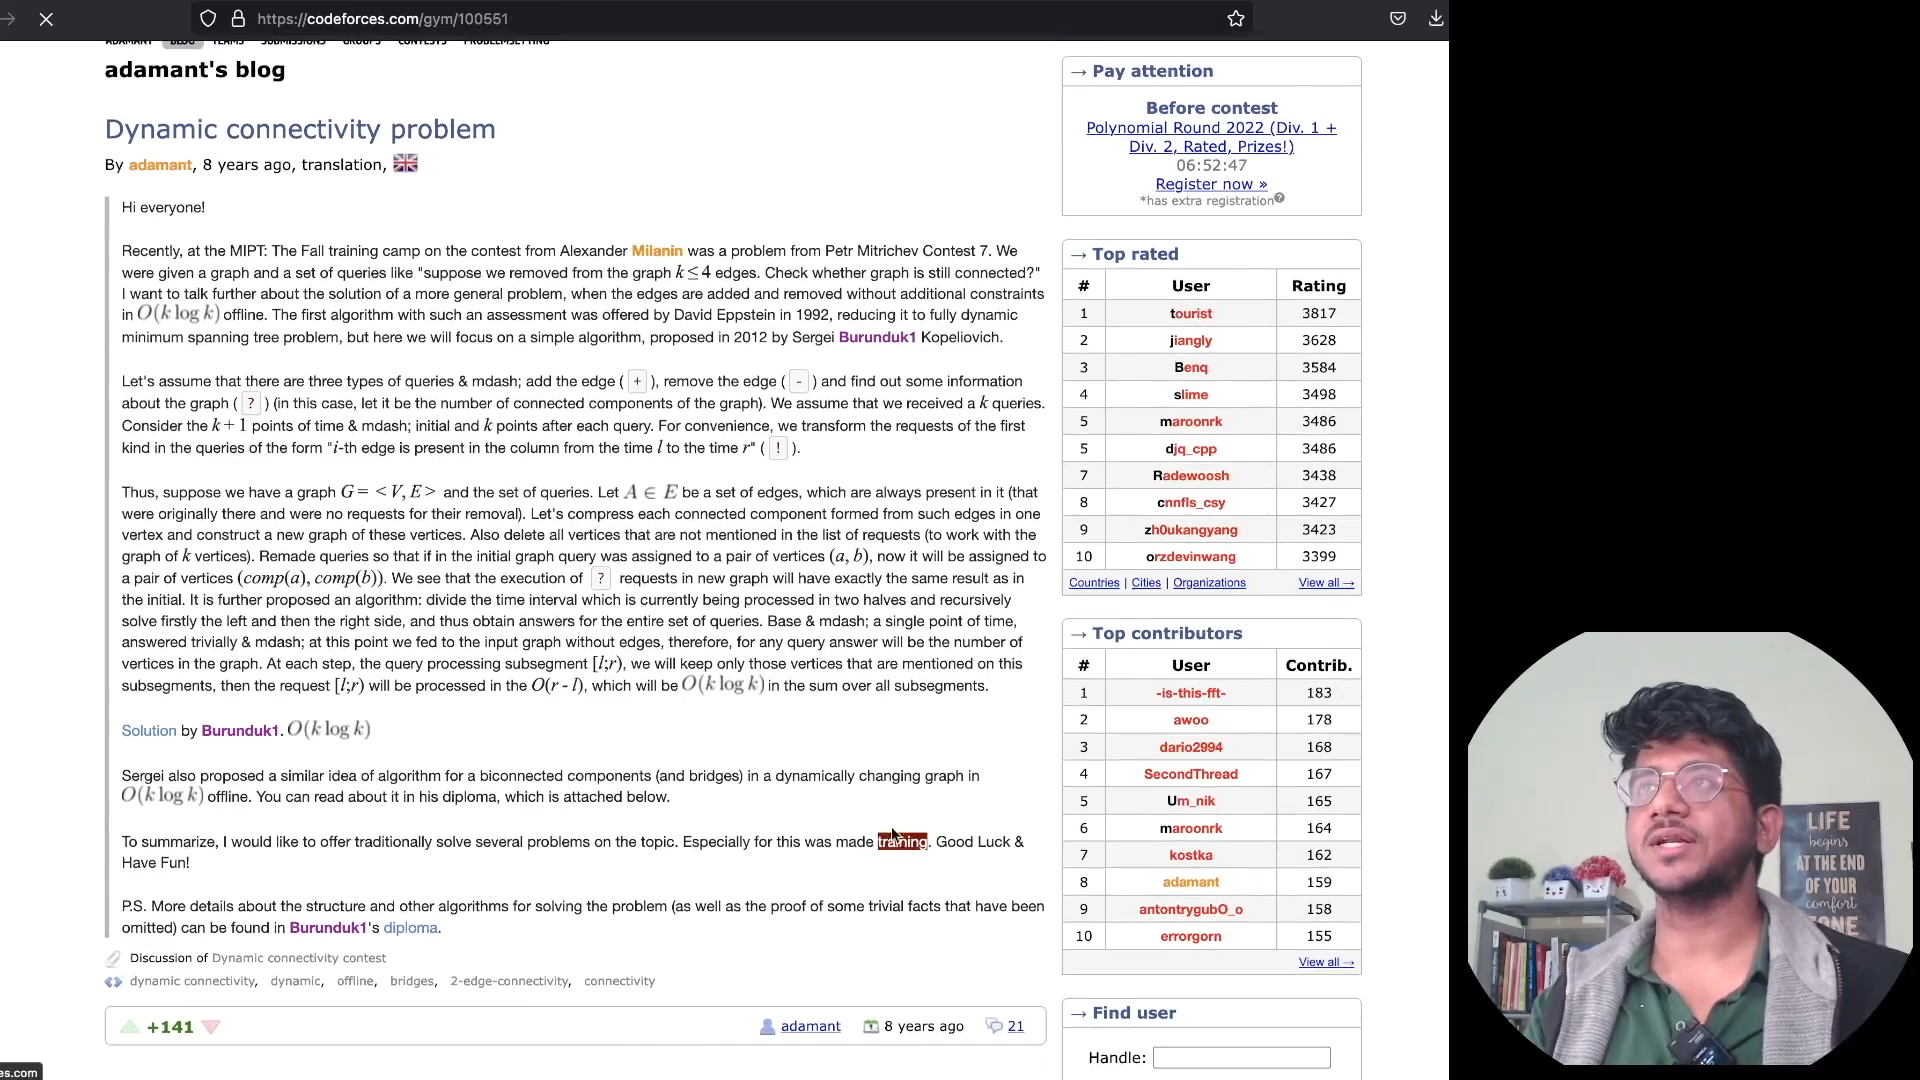 https://codeforces.com/gym/100551
ADAMANT BLOG TEAMS SUBMISSIONS GROUPS CONTESTS PROBLEMSETTING
adamant's blog
Dynamic connectivity problem
By adamant, 8 years ago, translation,
Hi everyone!
Recently, at the MIPT: The Fall training camp on the contest from Alexander Milanin was a problem from Petr Mitrichev Contest 7. We
were given a graph and a set of queries like "suppose we removed from the graph k ≤ 4 edges. Check whether graph is still connected?"
I want to talk further about the solution of a more general problem, when the edges are added and removed without additional constraints
in O(k log k) offline. The first algorithm with such an assessment was offered by David Eppstein in 1992, reducing it to fully dynamic
minimum spanning tree problem, but here we will focus on a simple algorithm, proposed in 2012 by Sergei Burunduk1 Kopeliovich.
Let's assume that there are three types of queries & mdash; add the edge ( + ), remove the edge ( - ) and find out some information
about the graph ( ? ) (in this case, let it be the number of connected components of the graph). We assume that we received a k queries.
Consider the k + 1 points of time & mdash; initial and k points after each query. For convenience, we transform the requests of the first
kind in the queries of the form "i-th edge is present in the column from the time l to the time r" ( ! ).
Thus, suppose we have a graph G = < V, E > and the set of queries. Let A ∈ E be a set of edges, which are always present in it (that
were originally there and were no requests for their removal). Let's compress each connected component formed from such edges in one
vertex and construct a new graph of these vertices. Also delete all vertices that are not mentioned in the list of requests (to work with the
graph of k vertices). Remade queries so that if in the initial graph query was assigned to a pair of vertices (a, b), now it will be assigned to
a pair of vertices (comp(a), comp(b)). We see that the execution of ? requests in new graph will have exactly the same result as in
the initial. It is further proposed an algorithm: divide the time interval which is currently being processed in two halves and recursively
solve firstly the left and then the right side, and thus obtain answers for the entire set of queries. Base & mdash; a single point of time,
answered trivially & mdash; at this point we fed to the input graph without edges, therefore, for any query answer will be the number of
vertices in the graph. At each step, the query processing subsegment [l;r), we will keep only those vertices that are mentioned on this
subsegments, then the request [l;r) will be processed in the O(r - l), which will be O(k log k) in the sum over all subsegments.
Solution by Burunduk1. O(k log k)
Sergei also proposed a similar idea of algorithm for a biconnected components (and bridges) in a dynamically changing graph in
O(k log k) offline. You can read about it in his diploma, which is attached below.
To summarize, I would like to offer traditionally solve several problems on the topic. Especially for this was made training. Good Luck &
Have Fun!
P.S. More details about the structure and other algorithms for solving the problem (as well as the proof of some trivial facts that have been
omitted) can be found in Burunduk1's diploma.
Discussion of Dynamic connectivity contest
dynamic connectivity, dynamic, offline, bridges, 2-edge-connectivity, connectivity
+141 adamant 8 years ago 21
es.com
→ Pay attention
Before contest
Polynomial Round 2022 (Div. 1 +
Div. 2, Rated, Prizes!)
06:52:47
Register now »
*has extra registration?
→ Top rated
# User Rating
1 tourist 3817
2 jiangly 3628
3 Benq 3584
4 slime 3498
5 maroonrk 3486
5 djq_cpp 3486
7 Radewoosh 3438
8 cnnfls_csy 3427
9 zh0ukangyang 3423
10 orzdevinwang 3399
Countries | Cities | Organizations View all →
→ Top contributors
# User Contrib.
1 -is-this-fft- 183
2 awoo 178
3 dario2994 168
4 SecondThread 167
5 Um_nik 165
6 maroonrk 164
7 kostka 162
8 adamant 159
9 antontrygubO_o 158
10 errorgorn 155
View all →
→ Find user
Handle:
LIFE
begins
AT THE END
OF YOUR
comfort
ZONE